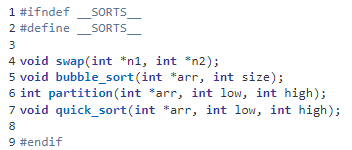 1 #ifndef __SORTS__
2 #define __SORTS__
3
4 void swap(int *n1, int *n2);
5 void bubble_sort(int *arr, int size);
6 int partition(int *arr, int low, int high);
7 void quick_sort(int *arr, int low, int high);
8
9 #endif